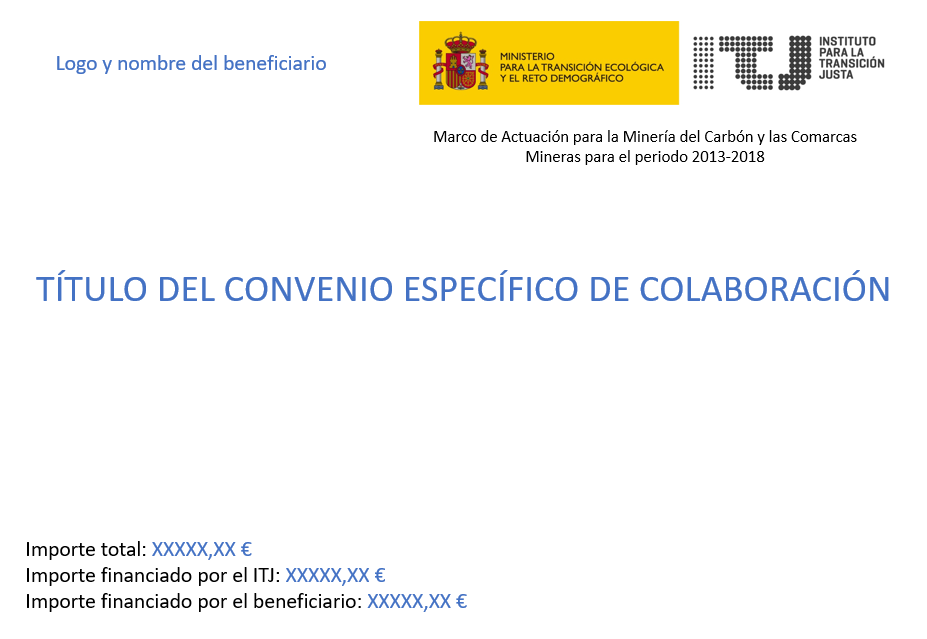 Logo y nombre del beneficiario
MINISTERIO
PARA LA TRANSICIÓN ECOLÓGICA
Y EL RETO DEMOGRÁFICO
ITJ
INSTITUTO
PARA LA
TRANSICIÓN
JUSTA
Marco de Actuación para la Minería del Carbón y las Comarcas
Mineras para el periodo 2013-2018
TÍTULO DEL CONVENIO ESPECÍFICO DE COLABORACIÓN
Importe total: XXXXX,XX €
Importe financiado por el ITJ: XXXXX,XX €
Importe financiado por el beneficiario: XXXXX,XX €